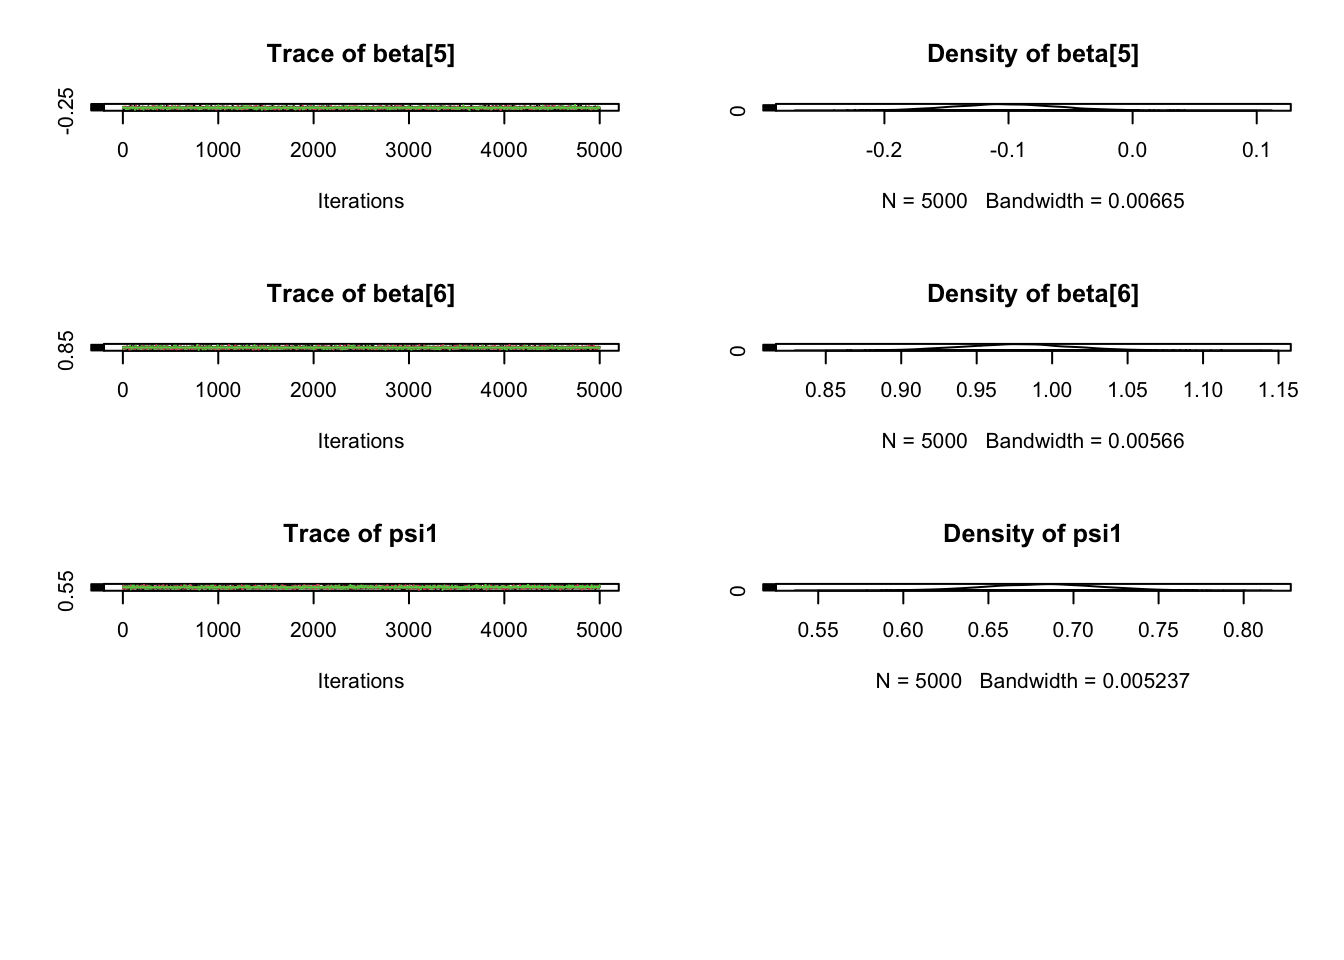 Trace of beta[5]
-0.25
0 1000 2000 3000 4000 5000
Iterations
Density of beta[5]
0
-0.2 -0.1 0.0 0.1
N = 5000 Bandwidth = 0.00665
Trace of beta[6]
0.85
0 1000 2000 3000 4000 5000
Iterations
Density of beta[6]
0
0.85 0.90 0.95 1.00 1.05 1.10 1.15
N = 5000 Bandwidth = 0.00566
Trace of psi1
0.55
0 1000 2000 3000 4000 5000
Iterations
Density of psi1
0
0.55 0.60 0.65 0.70 0.75 0.80
N = 5000 Bandwidth = 0.005237